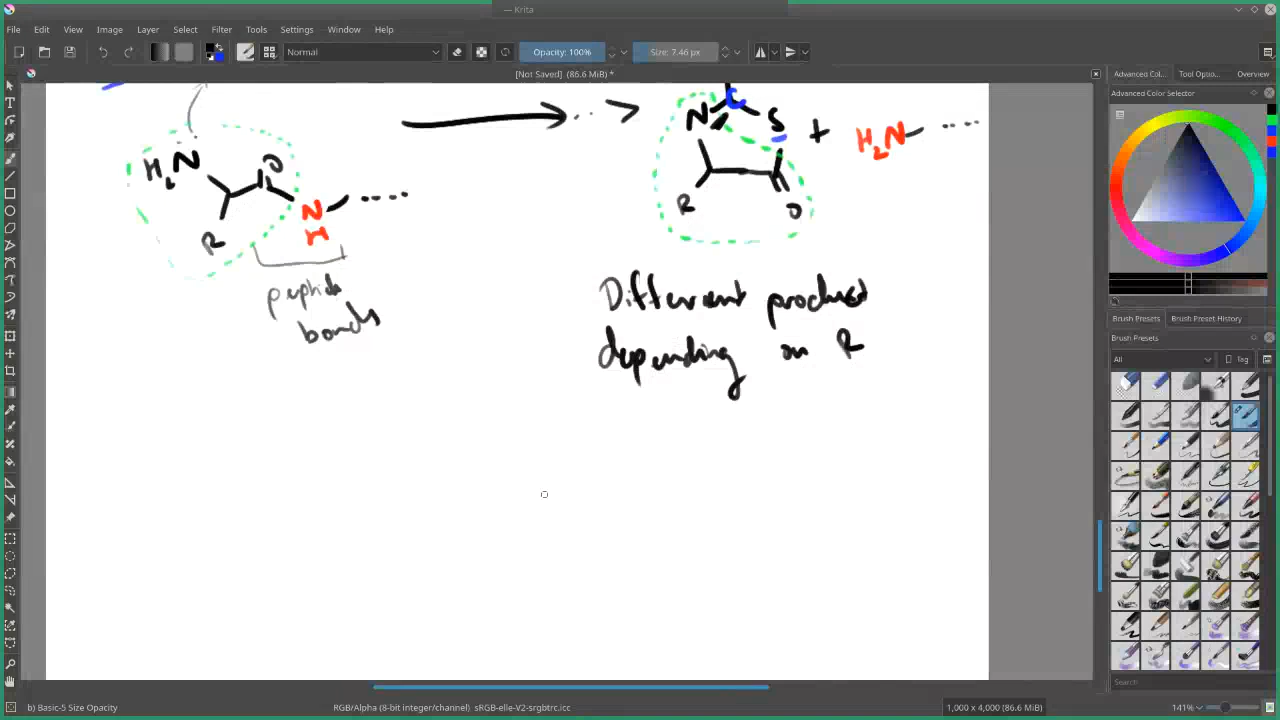 — Krita
File Edit View Image Layer Select Filter Tools Settings Window Help
Normal Opacity: 100% Size: 7.46 px
[Not Saved] (86.6 MiB) *
Advanced Col... Tool Optio... Overview
Advanced Color Selector
N C S + H2N
H2N O
N
H
R
R O
peptide
bonds
Different product
depending on R
Brush Presets Brush Preset History
Brush Presets
All Tag
Search
b) Basic-5 Size Opacity RGB/Alpha (8-bit integer/channel) sRGB-elle-V2-srgbtrc.icc 1,000 x 4,000 (86.6 MiB) 141%